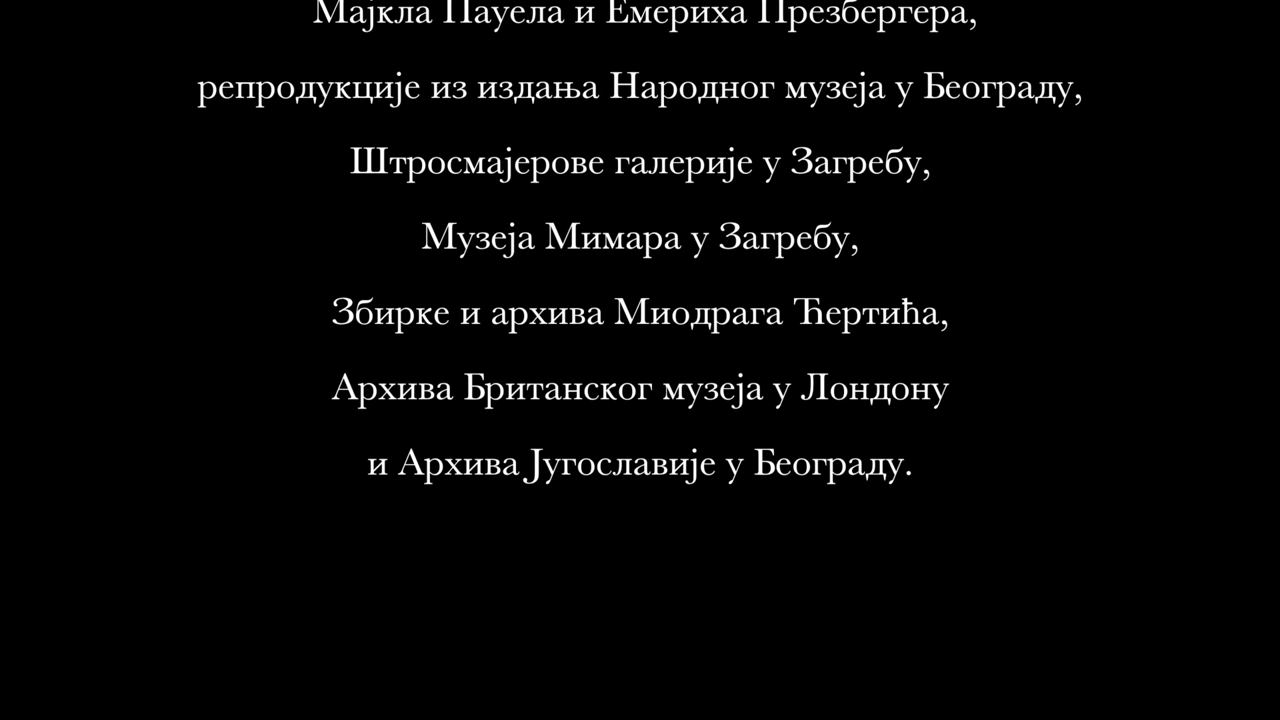 Мајкла Пауела и Емериха Презбергера,
репродукције из издања Народног музеја у Београду,
Штросмајерове галерије у Загребу,
Музеја Мимара у Загребу,
Збирке и архива Миодрага Ћертића,
Архива Британског музеја у Лондону
и Архива Југославије у Београду.